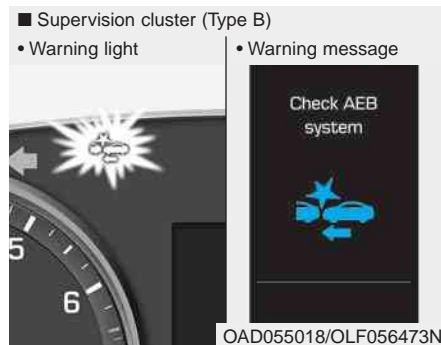 ■ Supervision cluster (Type B)
• Warning light
• Warning message
Check AEB
system
5
6
OAD055018/OLF056473N